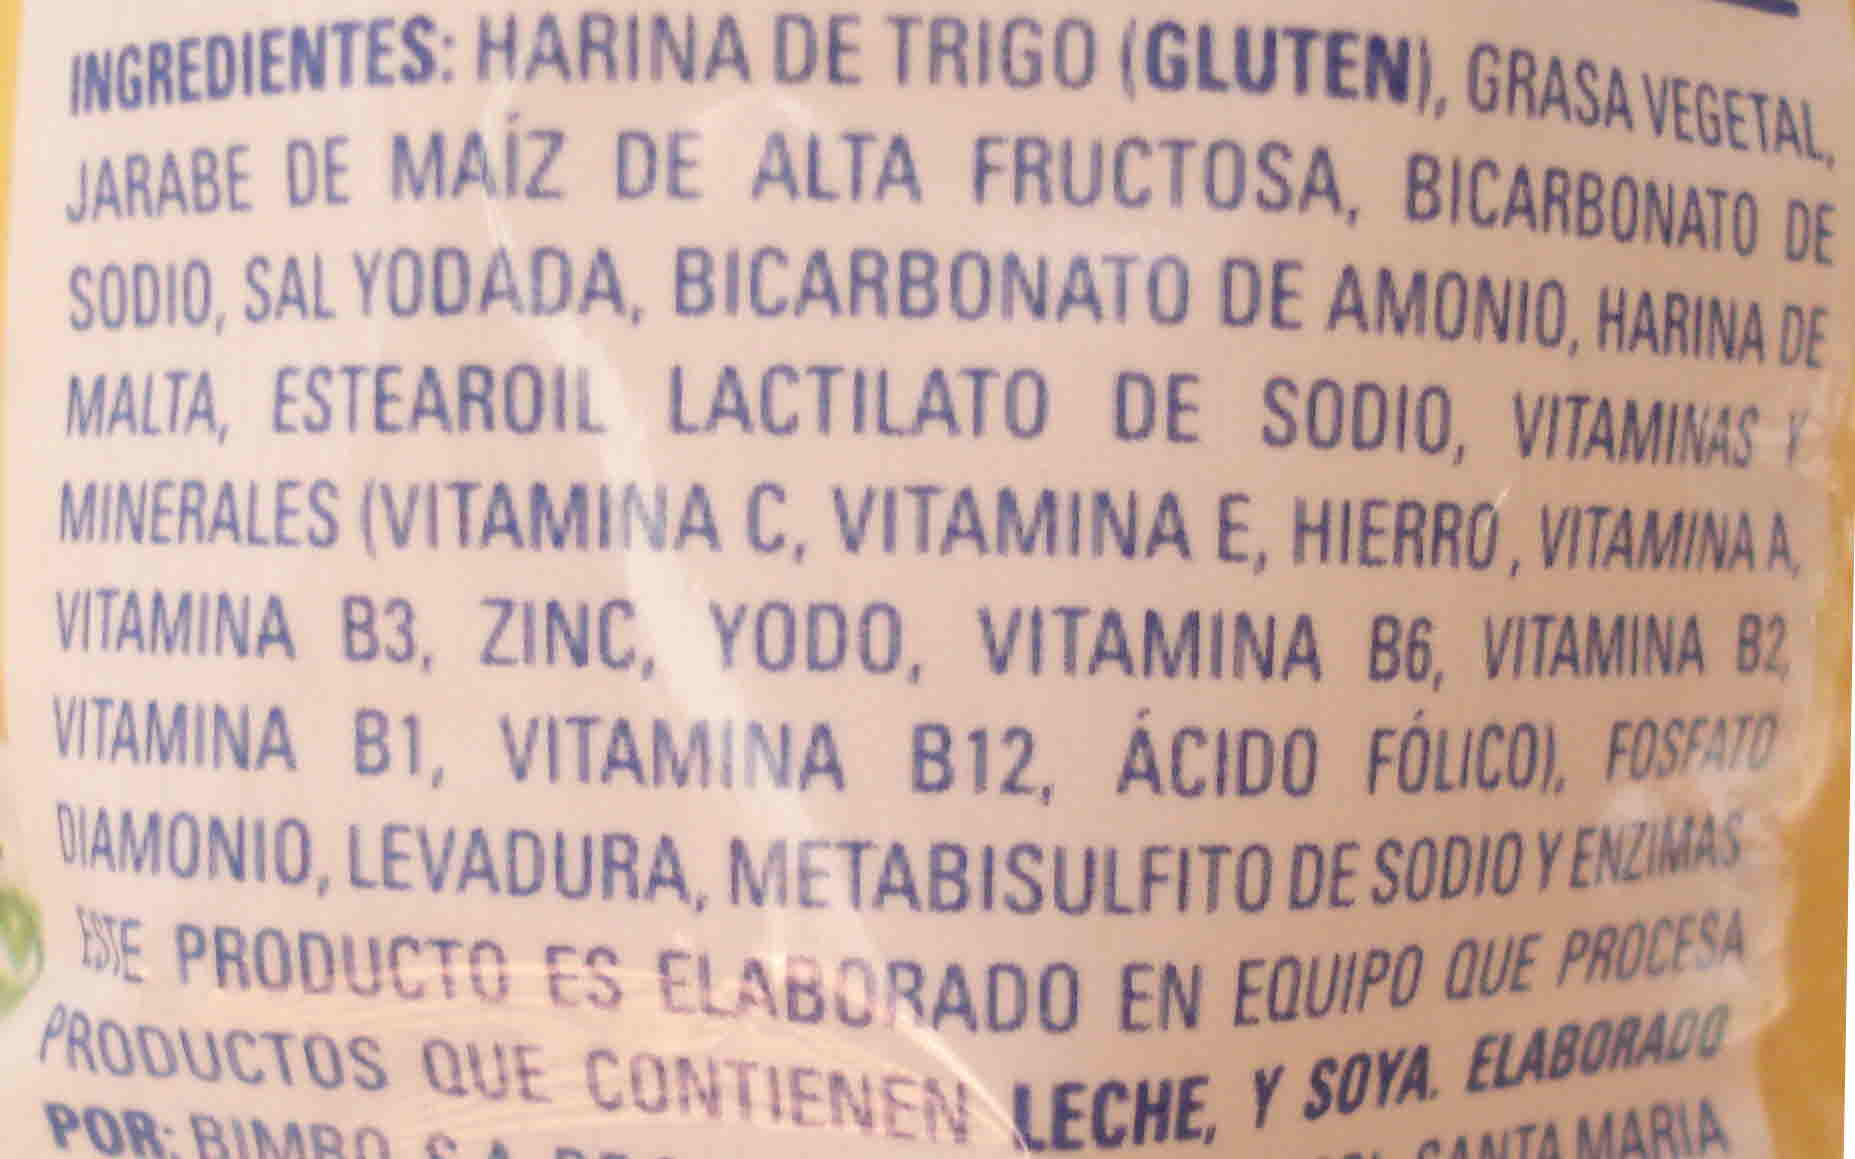 INGREDIENTES: HARINA DE TRIGO (GLUTEN), GRASA VEGETAL,
JARABE DE MAÍZ DE ALTA FRUCTOSA, BICARBONATO DE
SODIO, SAL YODADA, BICARBONATO DE AMONIO, HARINA DE
MALTA, ESTEAROIL LACTILATO DE SODIO, VITAMINAS Y
MINERALES (VITAMINA C, VITAMINA E, HIERRO, VITAMINA A,
VITAMINA B3, ZINC, YODO, VITAMINA B6, VITAMINA B2,
VITAMINA B1, VITAMINA B12, ÁCIDO FÓLICO), FOSFATO
DIAMONIO, LEVADURA, METABISULFITO DE SODIO Y ENZIMAS
ESTE PRODUCTO ES ELABORADO EN EQUIPO QUE PROCESA
PRODUCTOS QUE CONTIENEN LECHE, Y SOYA. ELABORADO
POR: BIMBO S.A. SANTA MARIA